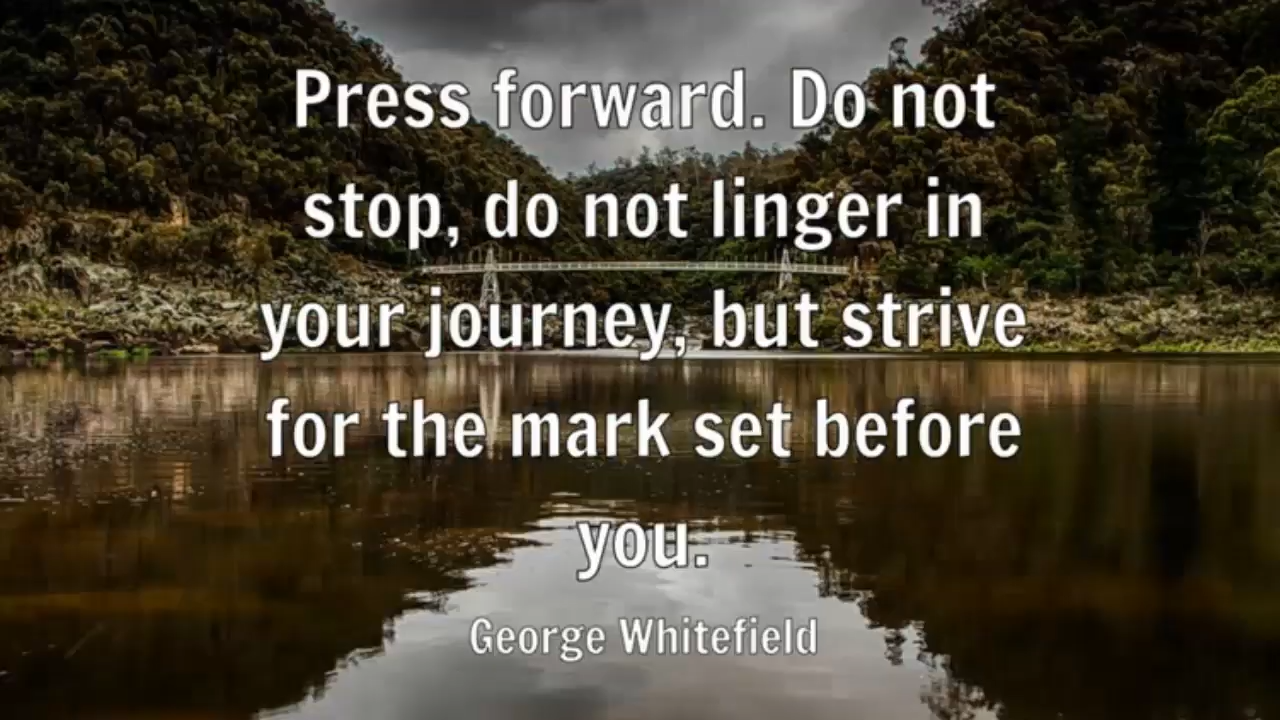 Press forward. Do not
stop, do not linger in
your journey, but strive
for the mark set before
you.
George Whitefield